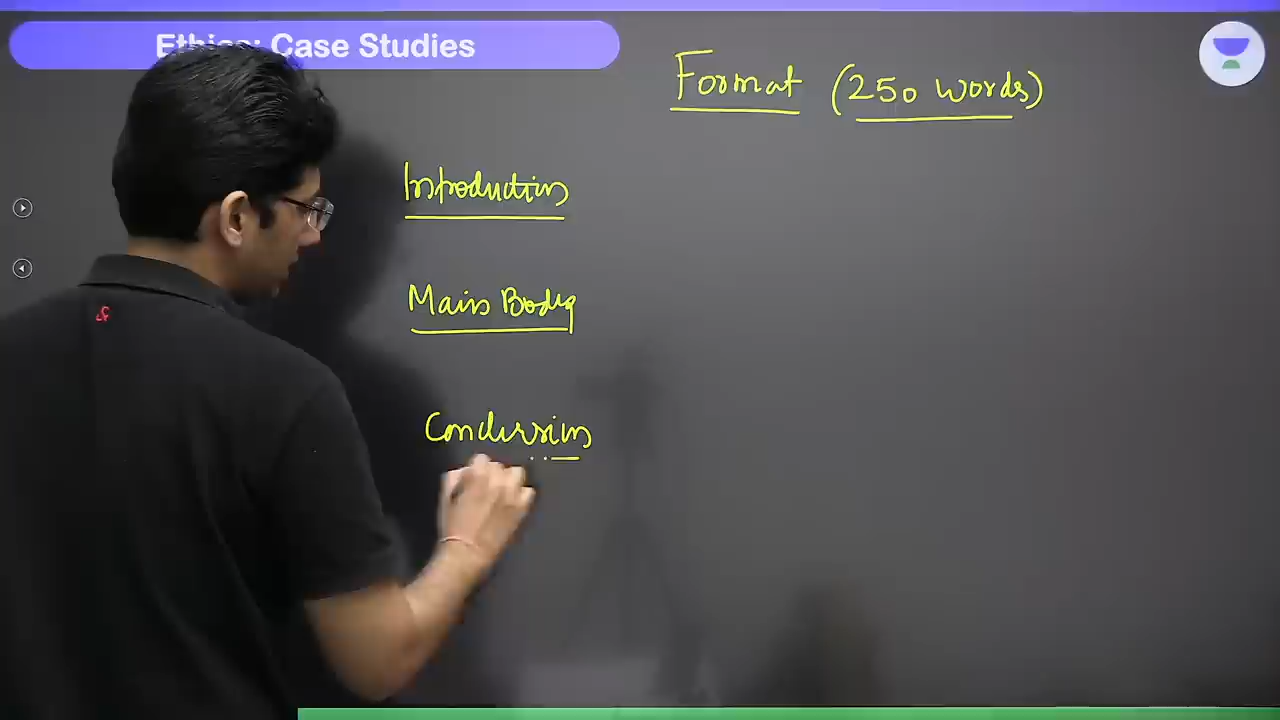 Ethics: Case Studies
Format (250 words)
Introduction
Main Body
Conclusion